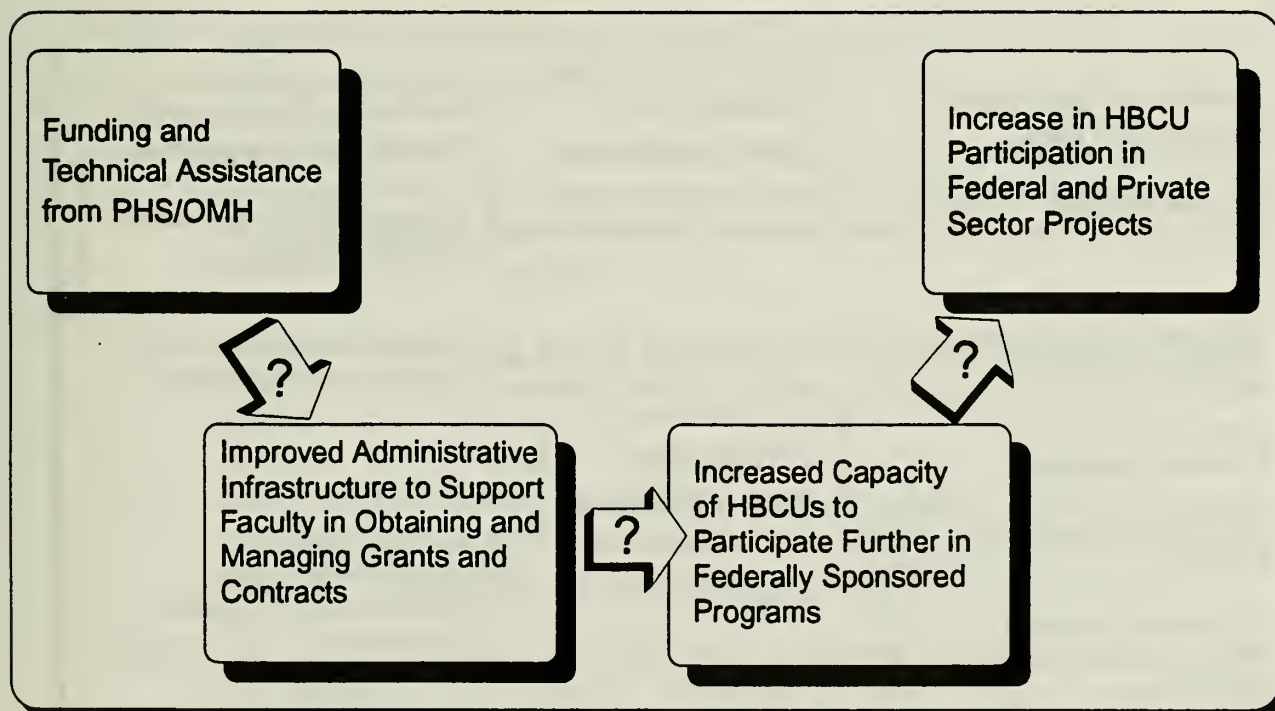 Funding and
Technical Assistance
from PHS/OMH
?
Improved Administrative
Infrastructure to Support
Faculty in Obtaining and
Managing Grants and
Contracts
?
Increased Capacity
of HBCUs to
Participate Further in
Federally Sponsored
Programs
?
Increase in HBCU
Participation in
Federal and Private
Sector Projects